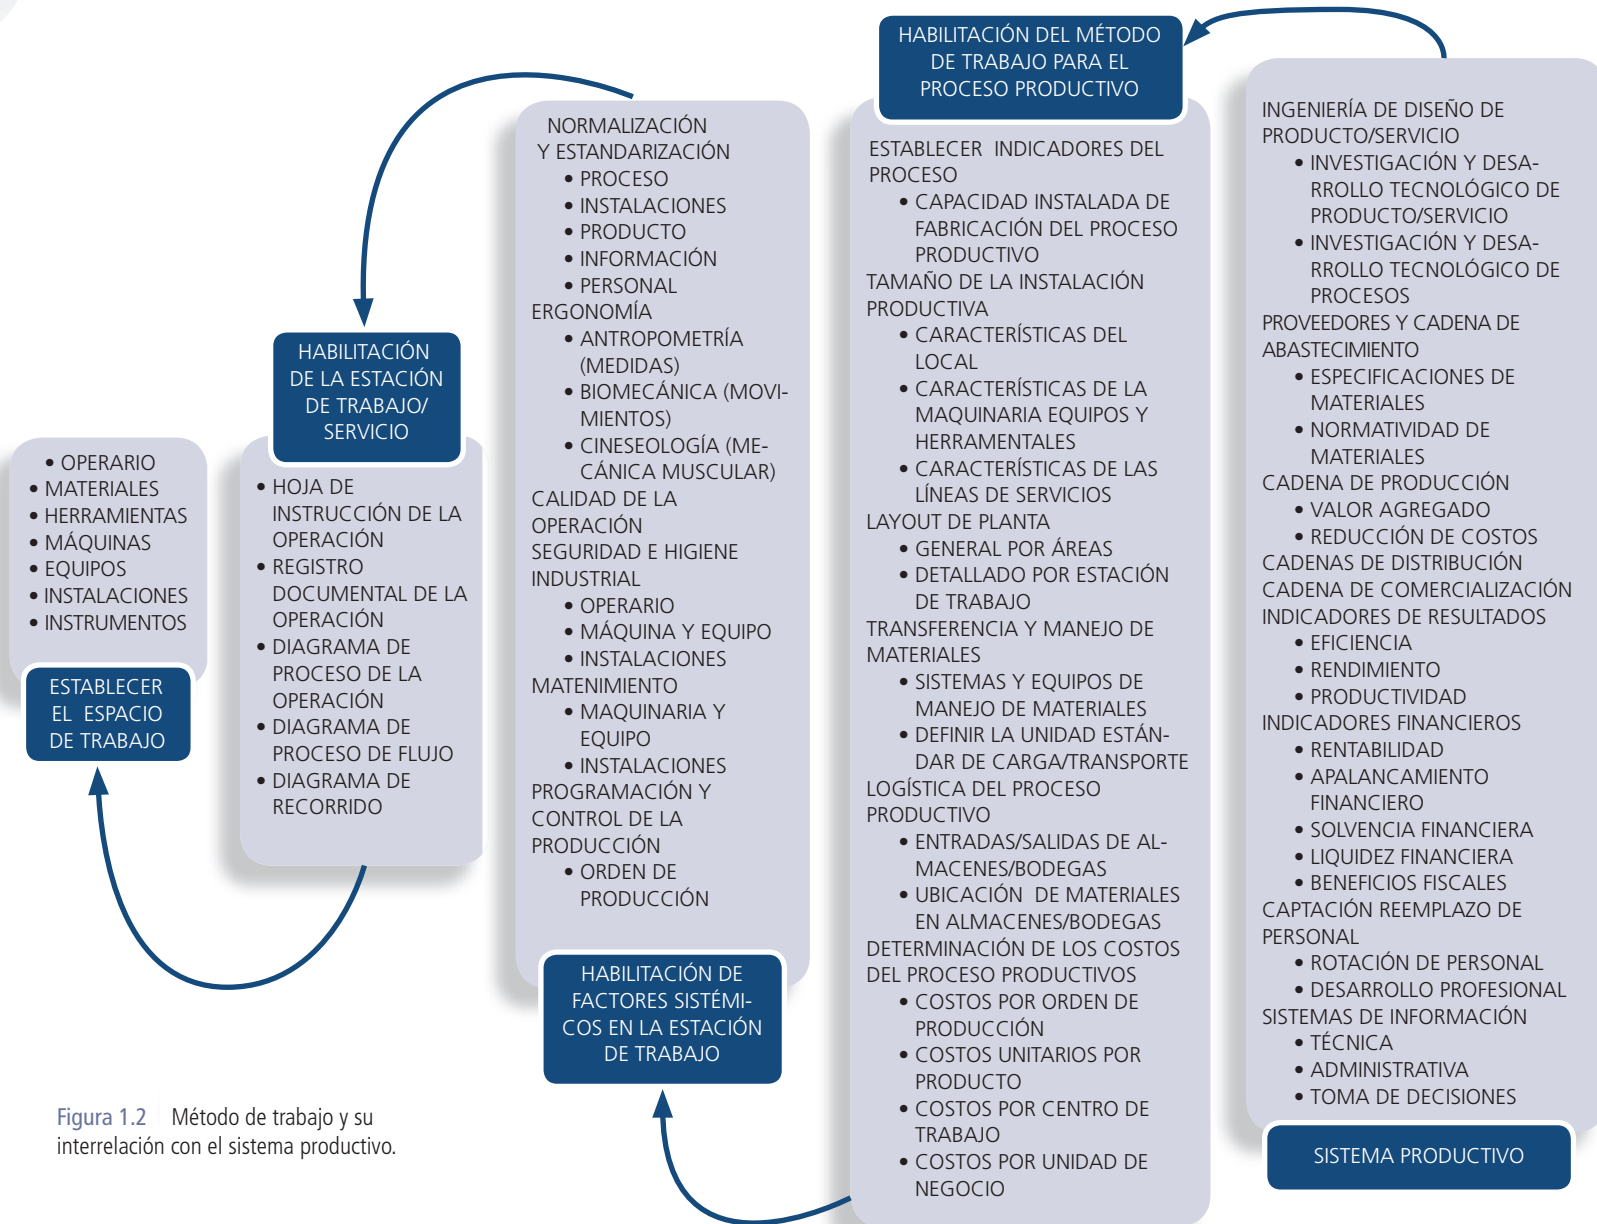 • OPERARIO
• MATERIALES
• HERRAMIENTAS
• MÁQUINAS
• EQUIPOS
• INSTALACIONES
• INSTRUMENTOS
ESTABLECER
EL ESPACIO
DE TRABAJO
HABILITACIÓN
DE LA ESTACIÓN
DE TRABAJO/
SERVICIO
• HOJA DE
INSTRUCCIÓN DE LA
OPERACIÓN
• REGISTRO
DOCUMENTAL DE LA
OPERACIÓN
• DIAGRAMA DE
PROCESO DE LA
OPERACIÓN
• DIAGRAMA DE
PROCESO DE FLUJO
• DIAGRAMA DE
RECORRIDO
NORMALIZACIÓN
Y ESTANDARIZACIÓN
• PROCESO
• INSTALACIONES
• PRODUCTO
• INFORMACIÓN
• PERSONAL
ERGONOMÍA
• ANTROPOMETRÍA
(MEDIDAS)
• BIOMECÁNICA (MOVI-
MIENTOS)
• CINESEOLOGÍA (ME-
CÁNICA MUSCULAR)
CALIDAD DE LA
OPERACIÓN
SEGURIDAD E HIGIENE
INDUSTRIAL
• OPERARIO
• MÁQUINA Y EQUIPO
• INSTALACIONES
MATENIMIENTO
• MAQUINARIA Y
EQUIPO
• INSTALACIONES
PROGRAMACIÓN Y
CONTROL DE LA
PRODUCCIÓN
• ORDEN DE
PRODUCCIÓN
HABILITACIÓN DE
FACTORES SISTÉMI-
COS EN LA ESTACIÓN
DE TRABAJO
HABILITACIÓN DEL MÉTODO
DE TRABAJO PARA EL
PROCESO PRODUCTIVO
ESTABLECER INDICADORES DEL
PROCESO
• CAPACIDAD INSTALADA DE
FABRICACIÓN DEL PROCESO
PRODUCTIVO
TAMAÑO DE LA INSTALACIÓN
PRODUCTIVA
• CARACTERÍSTICAS DEL
LOCAL
• CARACTERÍSTICAS DE LA
MAQUINARIA EQUIPOS Y
HERRAMENTALES
• CARACTERÍSTICAS DE LAS
LÍNEAS DE SERVICIOS
LAYOUT DE PLANTA
• GENERAL POR ÁREAS
• DETALLADO POR ESTACIÓN
DE TRABAJO
TRANSFERENCIA Y MANEJO DE
MATERIALES
• SISTEMAS Y EQUIPOS DE
MANEJO DE MATERIALES
• DEFINIR LA UNIDAD ESTÁN-
DAR DE CARGA/TRANSPORTE
LOGÍSTICA DEL PROCESO
PRODUCTIVO
• ENTRADAS/SALIDAS DE AL-
MACENES/BODEGAS
• UBICACIÓN DE MATERIALES
EN ALMACENES/BODEGAS
DETERMINACIÓN DE LOS COSTOS
DEL PROCESO PRODUCTIVOS
• COSTOS POR ORDEN DE
PRODUCCIÓN
• COSTOS UNITARIOS POR
PRODUCTO
• COSTOS POR CENTRO DE
TRABAJO
• COSTOS POR UNIDAD DE
NEGOCIO
INGENIERÍA DE DISEÑO DE
PRODUCTO/SERVICIO
• INVESTIGACIÓN Y DESA-
RROLLO TECNOLÓGICO DE
PRODUCTO/SERVICIO
• INVESTIGACIÓN Y DESA-
RROLLO TECNOLÓGICO DE
PROCESOS
PROVEEDORES Y CADENA DE
ABASTECIMIENTO
• ESPECIFICACIONES DE
MATERIALES
• NORMATIVIDAD DE
MATERIALES
CADENA DE PRODUCCIÓN
• VALOR AGREGADO
• REDUCCIÓN DE COSTOS
CADENAS DE DISTRIBUCIÓN
CADENA DE COMERCIALIZACIÓN
INDICADORES DE RESULTADOS
• EFICIENCIA
• RENDIMIENTO
• PRODUCTIVIDAD
INDICADORES FINANCIEROS
• RENTABILIDAD
• APALANCAMIENTO
FINANCIERO
• SOLVENCIA FINANCIERA
• LIQUIDEZ FINANCIERA
• BENEFICIOS FISCALES
CAPTACIÓN REEMPLAZO DE
PERSONAL
• ROTACIÓN DE PERSONAL
• DESARROLLO PROFESIONAL
SISTEMAS DE INFORMACIÓN
• TÉCNICA
• ADMINISTRATIVA
• TOMA DE DECISIONES
SISTEMA PRODUCTIVO
Figura 1.2 Método de trabajo y su
interrelación con el sistema productivo.